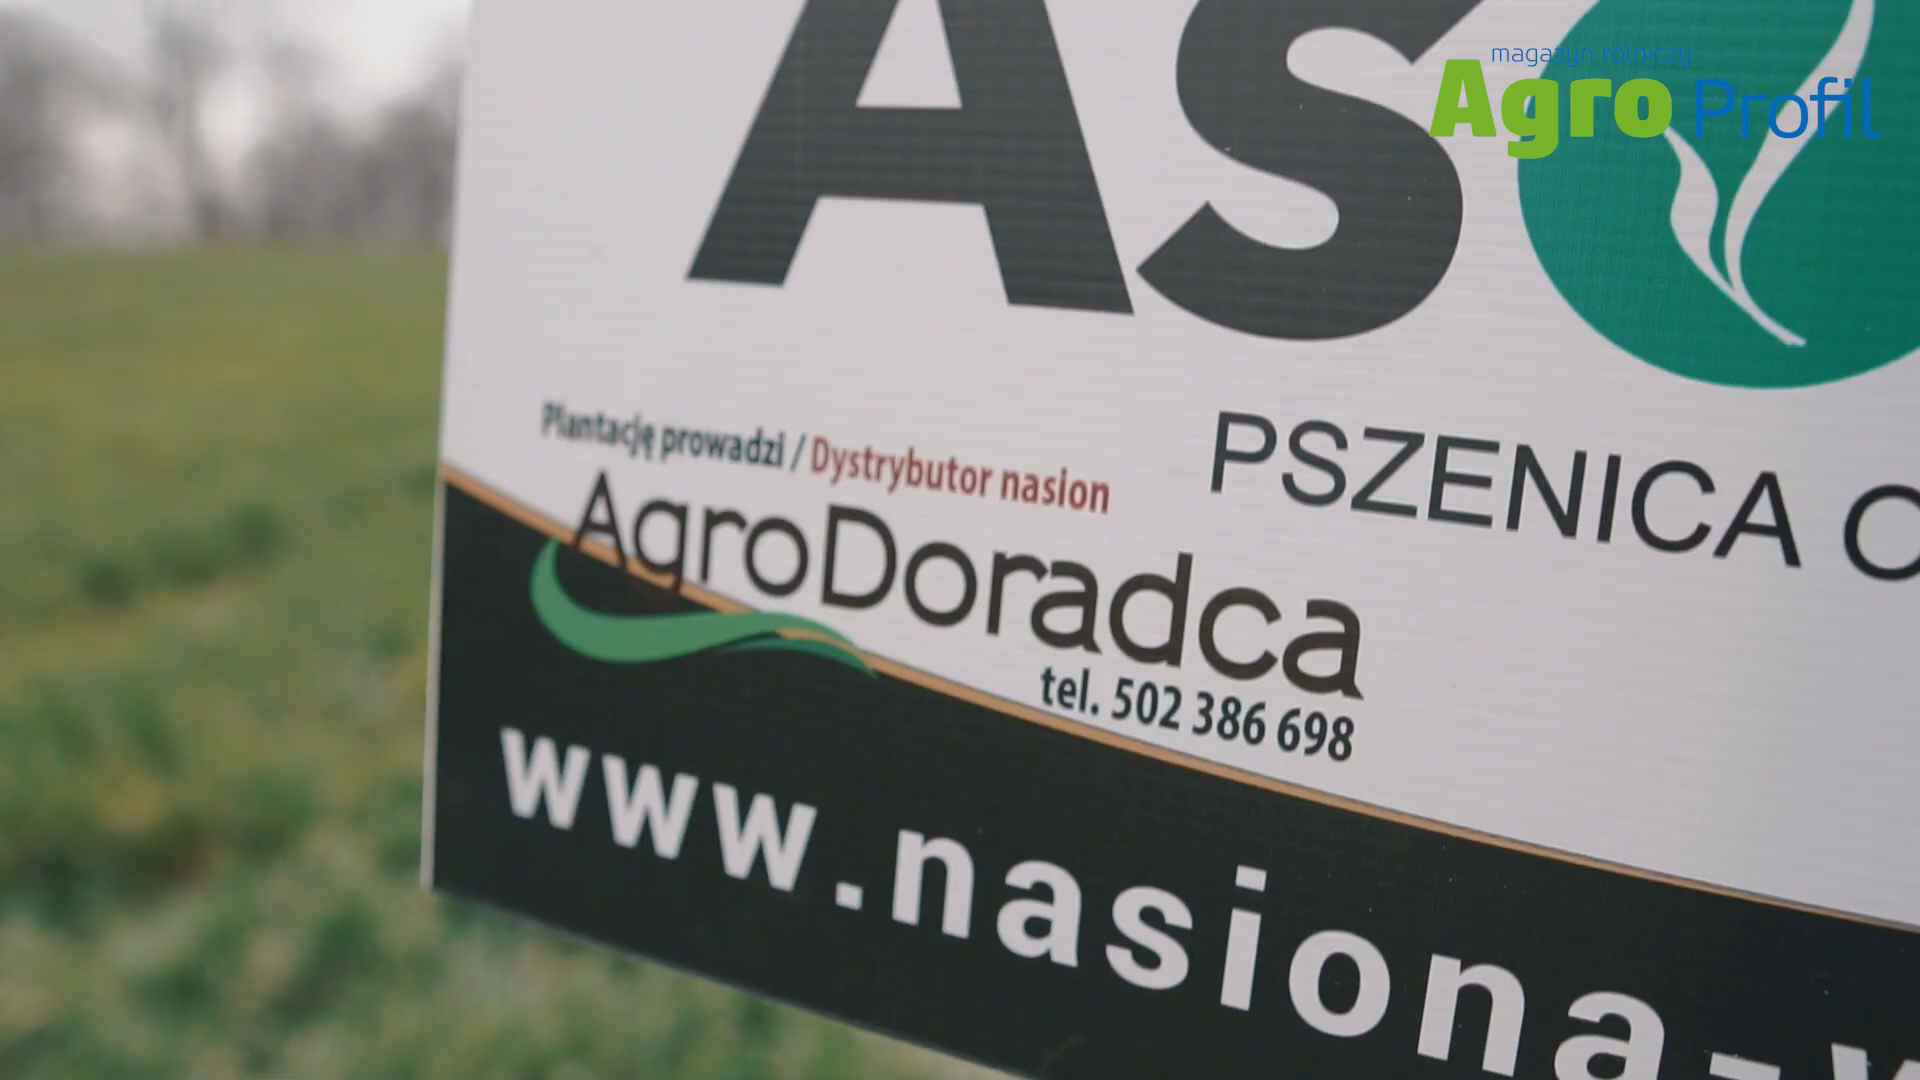 magazyn rolniczy
Agro Profil
AS
PSZENICA
Plantację prowadzi / Dystrybutor nasion
AgroDoradca
tel. 502 386 698
www.nasiona-